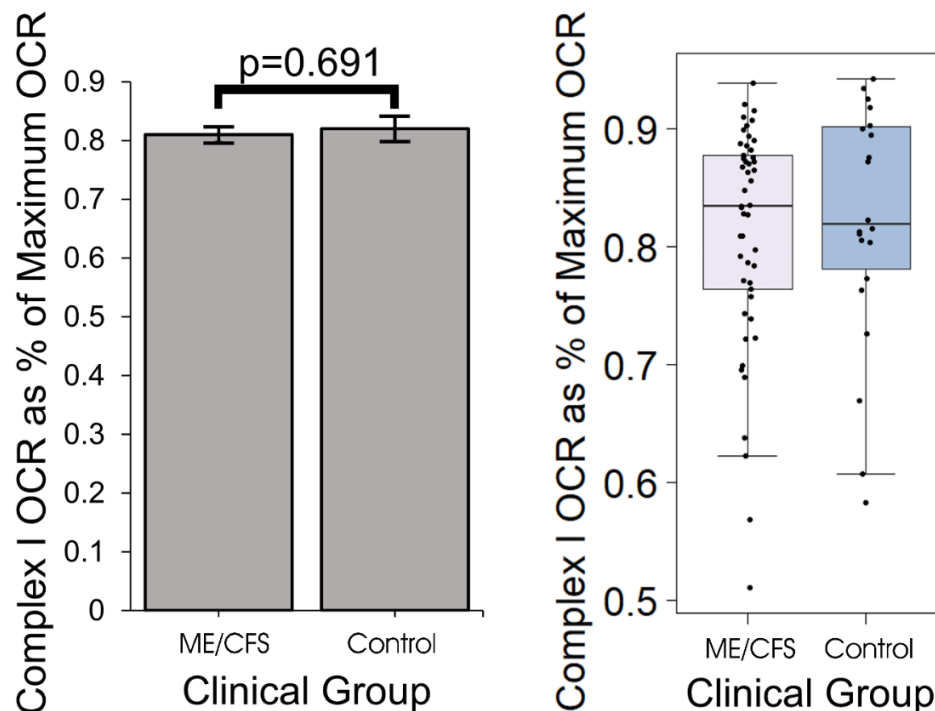 Complex I OCR as % of Maximum OCR
p=0.691
0.9
0.8
0.7
0.6
0.5
0.4
0.3
0.2
0.1
0
ME/CFS Control
Clinical Group
Complex I OCR as % of Maximum OCR
0.9
0.8
0.7
0.6
0.5
ME/CFS Control
Clinical Group